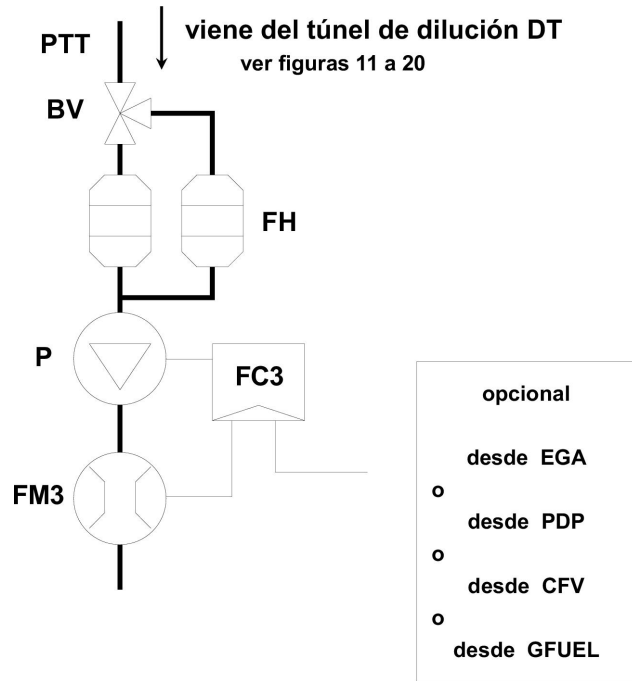 PTT
viene del túnel de dilución DT
ver figuras 11 a 20
BV
FH
P
FC3
FM3
opcional
desde EGA
o
desde PDP
o
desde CFV
o
desde GFUEL